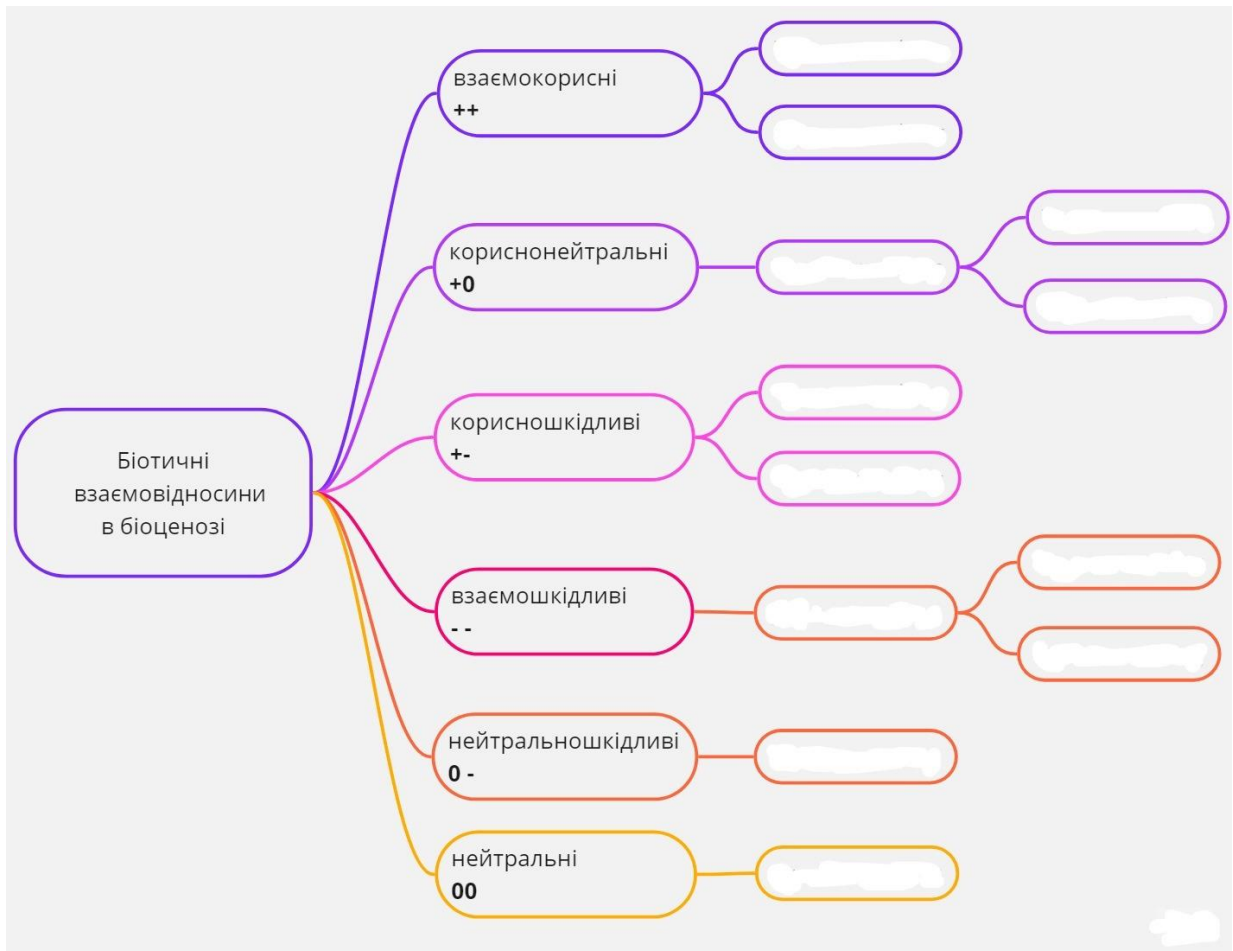 Біотичні
взаємовідносини
в біоценозі
взаємокорисні
++
кориснонейтральні
+0
корисношкідливі
+-
взаємошкідливі
- -
нейтральношкідливі
0 -
нейтральні
00